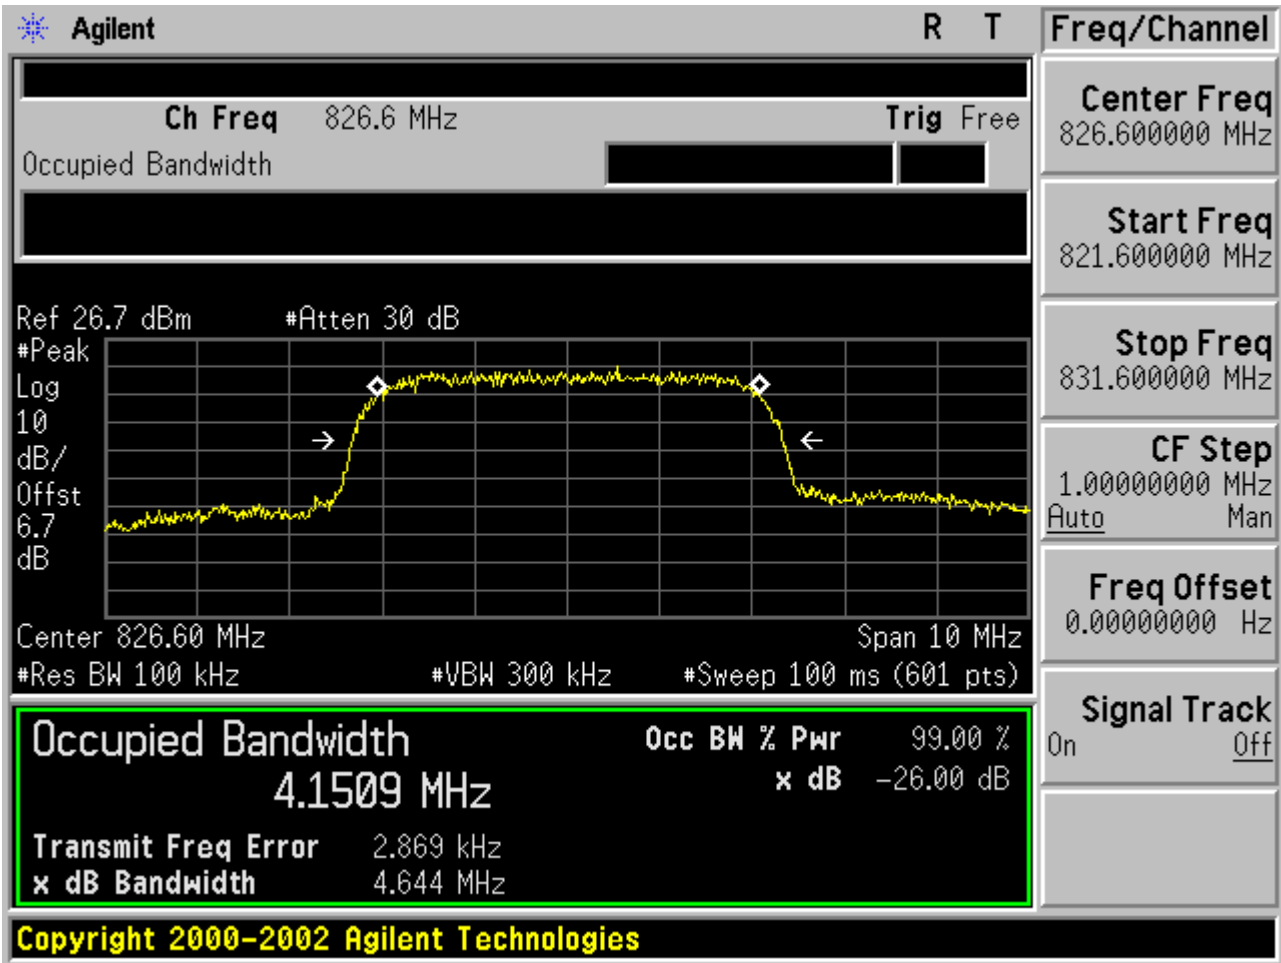 Agilent R T
Ch Freq 826.6 MHz Trig Free
Occupied Bandwidth
Ref 26.7 dBm #Atten 30 dB
#Peak
Log
10
dB/
Offst
6.7
dB
Center 826.60 MHz Span 10 MHz
#Res BW 100 kHz #VBW 300 kHz #Sweep 100 ms (601 pts)
Occupied Bandwidth
4.1509 MHz
Occ BW % Pwr 99.00 %
x dB -26.00 dB
Transmit Freq Error 2.869 kHz
x dB Bandwidth 4.644 MHz
Copyright 2000-2002 Agilent Technologies
Freq/Channel
Center Freq
826.600000 MHz
Start Freq
821.600000 MHz
Stop Freq
831.600000 MHz
CF Step
1.00000000 MHz
Auto Man
Freq Offset
0.00000000 Hz
Signal Track
On Off